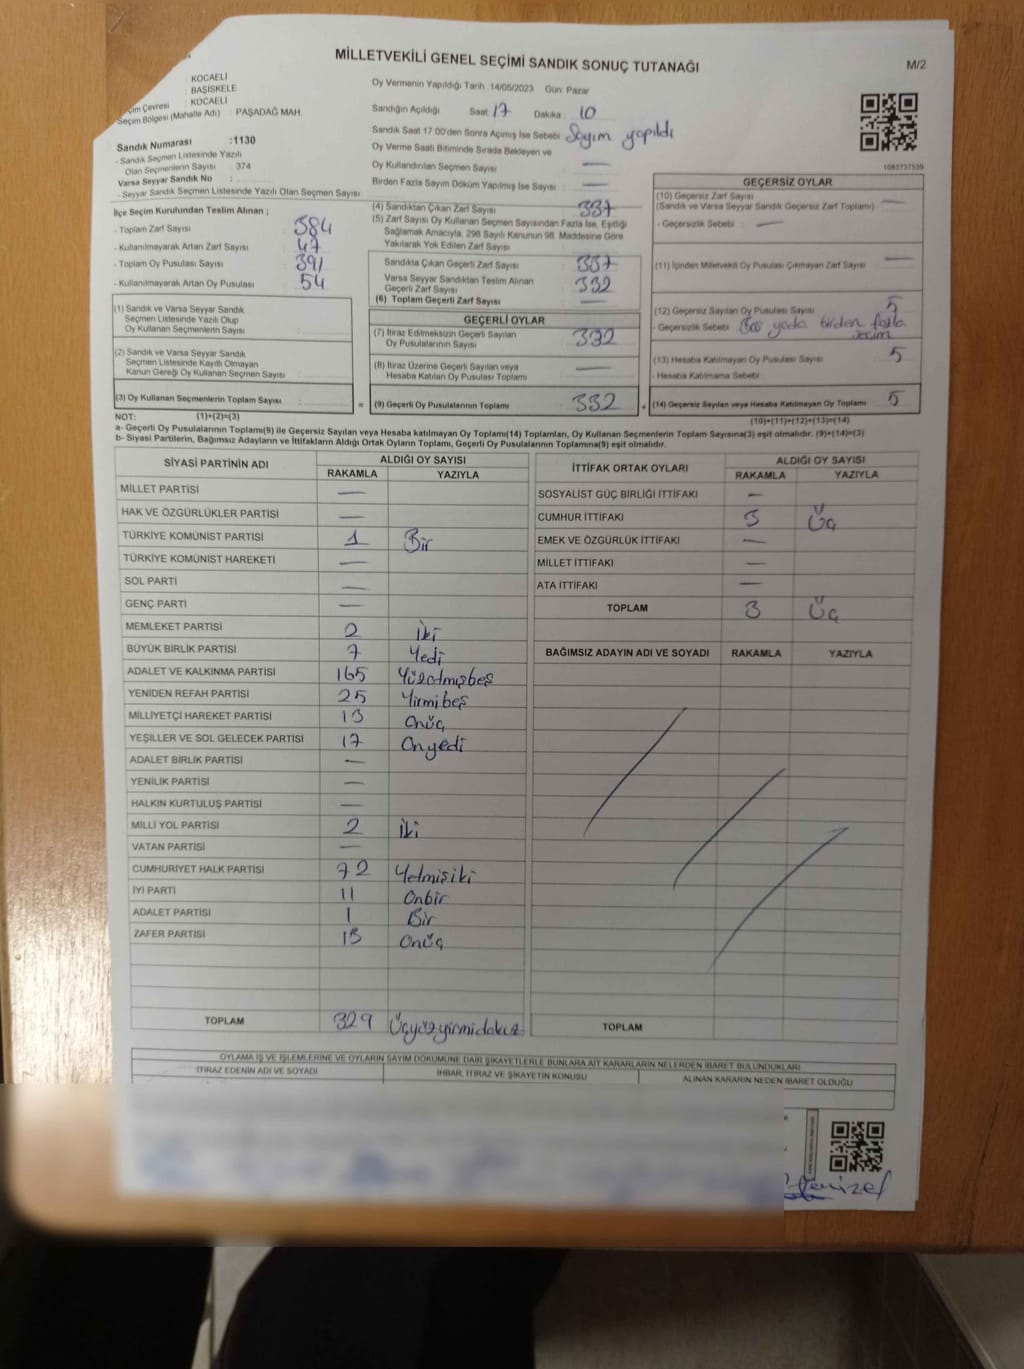 MİLLETVEKİLİ GENEL SEÇİMİ SANDIK SONUÇ TUTANAĞI
M/2
KOCAELİ
BAŞİSKELE
Seçim Çevresi KOCAELİ
Seçim Bölgesi (Mahalle Adı) : PAŞADAĞ MAH.
Sandık Numarası :1130
- Sandık Seçmen Listesinde Yazılı
Olan Seçmenlerin Sayısı : 374
Varsa Seyyar Sandık No :
- Seyyar Sandık Seçmen Listesinde Yazılı Olan Seçmen Sayısı:
Oy Vermenin Yapıldığı Tarih 14/05/2023 Gün: Pazar
Sandığın Açıldığı Saat 17 Dakika 10
Sandık Saat 17.00'den Sonra Açımış İse Sebebi: Sayım yapıldı
Oy Verme Saati Bitiminde Sırada Bekleyen ve
Oy Kullandırılan Seçmen Sayısı : —
Birden Fazla Sayım Döküm Yapılmış İse Sayısı : —
1083737539
İlçe Seçim Kurulundan Teslim Alınan ;
- Toplam Zarf Sayısı : 384
- Kullanılmayarak Artan Zarf Sayısı : 47
- Toplam Oy Pusulası Sayısı : 391
- Kullanılmayarak Artan Oy Pusulası : 54
(1) Sandık ve Varsa Seyyar Sandık
Seçmen Listesinde Yazılı Olup
Oy Kullanan Seçmenlerin Sayısı :
(2) Sandık ve Varsa Seyyar Sandık
Seçmen Listesinde Kayıtlı Olmayan
Kanun Gereği Oy Kullanan Seçmen Sayısı :
(3) Oy Kullanan Seçmenlerin Toplam Sayısı :
(4) Sandıktan Çıkan Zarf Sayısı : 337
(5) Zarf Sayısı Oy Kullanan Seçmen Sayısından Fazla İse, Eşitliği
Sağlamak Amacıyla, 298 Sayılı Kanunun 98. Maddesine Göre
Yakılarak Yok Edilen Zarf Sayısı :
Sandıkta Çıkan Geçerli Zarf Sayısı : 337
Varsa Seyyar Sandıktan Teslim Alınan
Geçerli Zarf Sayısı : 332
(6) Toplam Geçerli Zarf Sayısı : —
GEÇERLİ OYLAR
(7) İtiraz Edilmeksizin Geçerli Sayılan
Oy Pusulalarının Sayısı : 332
(8) İtiraz Üzerine Geçerli Sayılan veya
Hesaba Katılan Oy Pusulası Toplamı : —
= (9) Geçerli Oy Pusulalarının Toplamı : 332
GEÇERSİZ OYLAR
(10) Geçersiz Zarf Sayısı
(Sandık ve Varsa Seyyar Sandık Geçersiz Zarf Toplamı) : —
- Geçersizlik Sebebi : —
(11) İçinden Milletvekili Oy Pusulası Çıkmayan Zarf Sayısı : —
(12) Geçersiz Sayılan Oy Pusulası Sayısı : 5
- Geçersizlik Sebebi : Boş yada birden fazla
(13) Hesaba Katılmayan Oy Pusulası Sayısı : 5
- Hesaba Katılmama Sebebi :
+ (14) Geçersiz Sayılan veya Hesaba Katılmayan Oy Toplamı : 5
NOT: (1)+(2)=(3) (10)+(11)+(12)+(13)=(14)
a- Geçerli Oy Pusulalarının Toplamı(9) ile Geçersiz Sayılan veya Hesaba katılmayan Oy Toplamı(14) Toplamları, Oy Kullanan Seçmenlerin Toplam Sayısına(3) eşit olmalıdır. (9)+(14)=(3)
b- Siyasi Partilerin, Bağımsız Adayların ve İttifakların Aldığı Ortak Oyların Toplamı, Geçerli Oy Pusulalarının Toplamına(9) eşit olmalıdır.
SİYASİ PARTİNİN ADI ALDIĞI OY SAYISI
RAKAMLA YAZIYLA
MİLLET PARTİSİ —
HAK VE ÖZGÜRLÜKLER PARTİSİ —
TÜRKİYE KOMÜNİST PARTİSİ 1 Bir
TÜRKİYE KOMÜNİST HAREKETİ —
SOL PARTİ —
GENÇ PARTİ —
MEMLEKET PARTİSİ 2 İki
BÜYÜK BİRLİK PARTİSİ 7 Yedi
ADALET VE KALKINMA PARTİSİ 165 Yüzatmışbeş
YENİDEN REFAH PARTİSİ 25 Yirmibeş
MİLLİYETÇİ HAREKET PARTİSİ 13 Onüç
YEŞİLLER VE SOL GELECEK PARTİSİ 17 Onyedi
ADALET BİRLİK PARTİSİ —
YENİLİK PARTİSİ —
HALKIN KURTULUŞ PARTİSİ —
MİLLİ YOL PARTİSİ 2 İki
VATAN PARTİSİ —
CUMHURİYET HALK PARTİSİ 72 Yetmişiki
İYİ PARTİ 11 Onbir
ADALET PARTİSİ 1 Bir
ZAFER PARTİSİ 13 Onüç
TOPLAM 329 Üçyüzyirmidokuz
İTTİFAK ORTAK OYLARI ALDIĞI OY SAYISI
RAKAMLA YAZIYLA
SOSYALİST GÜÇ BİRLİĞİ İTTİFAKI —
CUMHUR İTTİFAKI 3 Üç
EMEK VE ÖZGÜRLÜK İTTİFAKI —
MİLLET İTTİFAKI —
ATA İTTİFAKI —
TOPLAM 3 Üç
BAĞIMSIZ ADAYIN ADI VE SOYADI RAKAMLA YAZIYLA
TOPLAM
OYLAMA İŞ VE İŞLEMLERİNE VE OYLARIN SAYIM DÖKÜMÜNE DAİR ŞİKAYETLERLE BUNLARA AİT KARARLARIN NELERDEN İBARET BULUNDUKLARI
İTİRAZ EDENİN ADI VE SOYADI İHBAR, İTİRAZ VE ŞİKAYETİN KONUSU ALINAN KARARIN NEDEN İBARET OLDUĞU